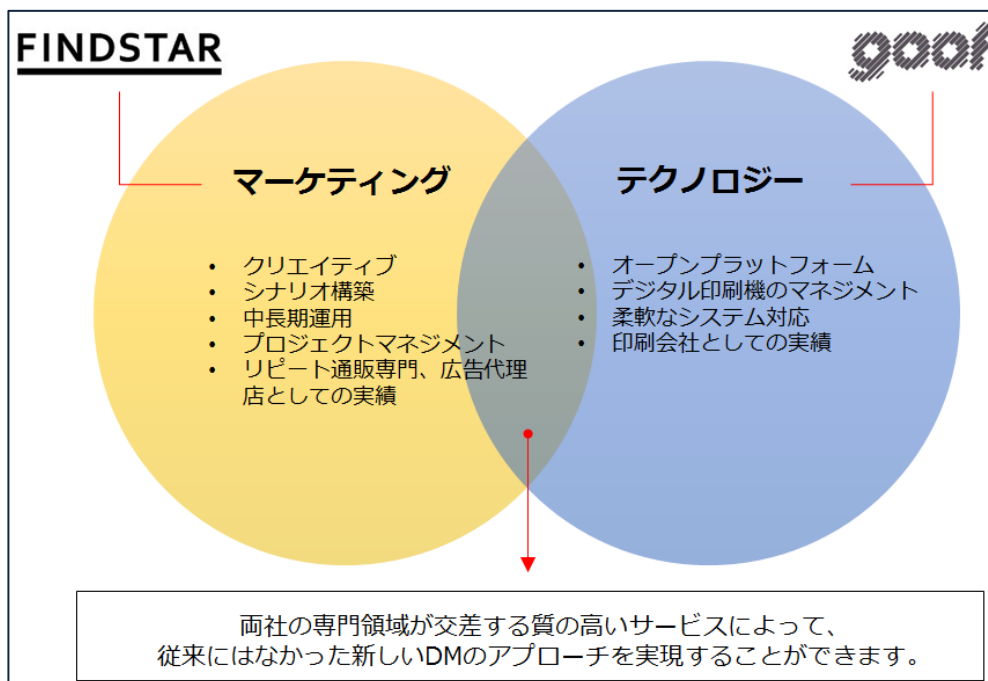 FINDSTAR
goof
マーケティング
テクノロジー
• クリエイティブ
• シナリオ構築
• 中長期運用
• プロジェクトマネジメント
• リピート通販専門、広告代理
店としての実績
• オープンプラットフォーム
• デジタル印刷機のマネジメント
• 柔軟なシステム対応
• 印刷会社としての実績
両社の専門領域が交差する質の高いサービスによって、
従来にはなかった新しいDMのアプローチを実現することができます。